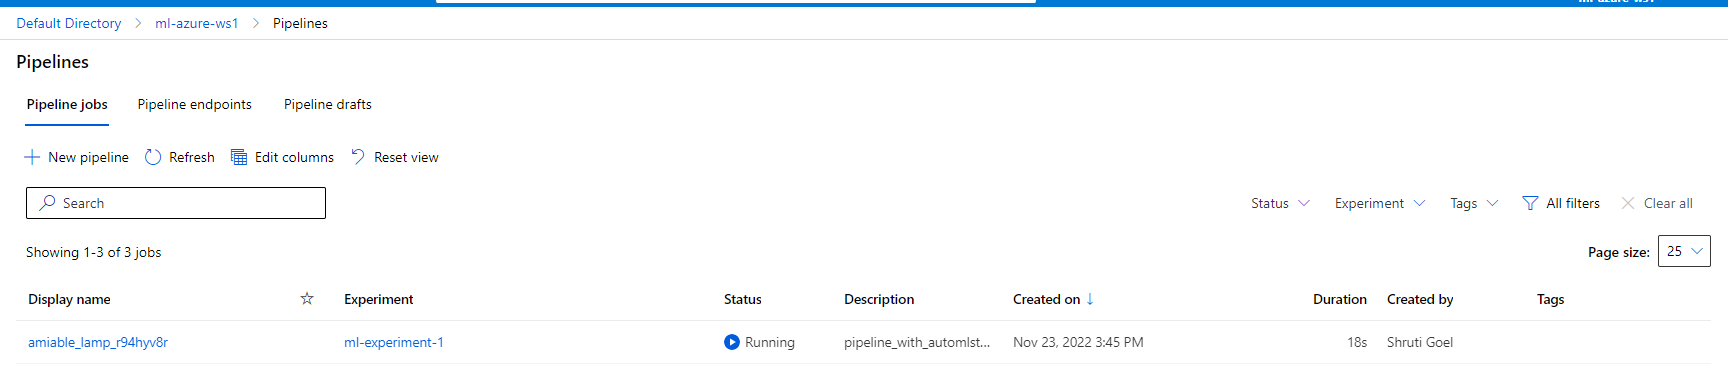 Default Directory > ml-azure-ws1 > Pipelines
Pipelines
Pipeline jobs Pipeline endpoints Pipeline drafts
New pipeline Refresh Edit columns Reset view
Search Status Experiment Tags All filters Clear all
Showing 1-3 of 3 jobs Page size: 25
Display name Experiment Status Description Created on ↓ Duration Created by Tags
amiable_lamp_r94hyv8r ml-experiment-1 Running pipeline_with_automlst... Nov 23, 2022 3:45 PM 18s Shruti Goel